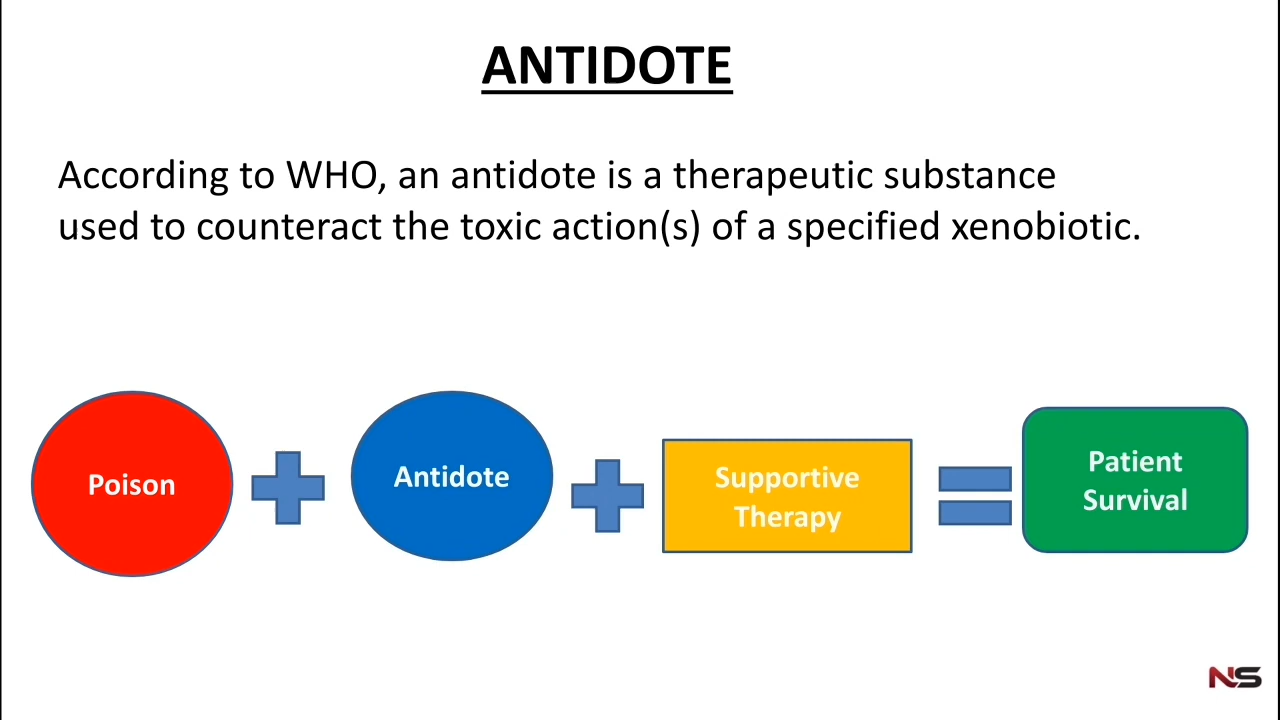 ANTIDOTE
According to WHO, an antidote is a therapeutic substance
used to counteract the toxic action(s) of a specified xenobiotic.
Poison
Antidote
Supportive
Therapy
Patient
Survival
NS